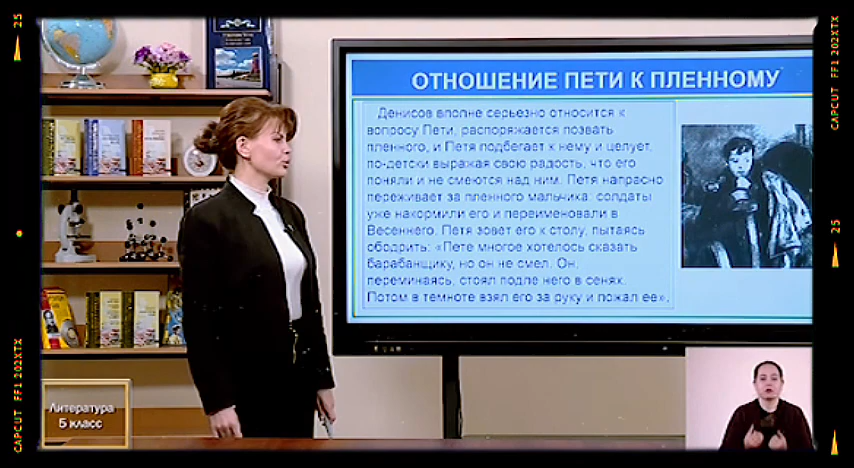 25
CAPCUT FF1 202XTX
ОТНОШЕНИЕ ПЕТИ К ПЛЕННОМУ
Денисов вполне серьезно относится к
вопросу Пети, распоряжается позвать
пленного, и Петя подбегает к нему и целует,
по-детски выражая свою радость, что его
поняли и не смеются над ним. Петя напрасно
переживает за пленного мальчика: солдаты
уже накормили его и переименовали в
Весеннего. Петя зовет его к столу, пытаясь
ободрить: «Пете многое хотелось сказать
барабанщику, но он не смел. Он,
переминаясь, стоял подле него в сенях.
Потом в темноте взял его за руку и пожал ее».
25
CAPCUT FF1 202XTX
Литература
5 класс